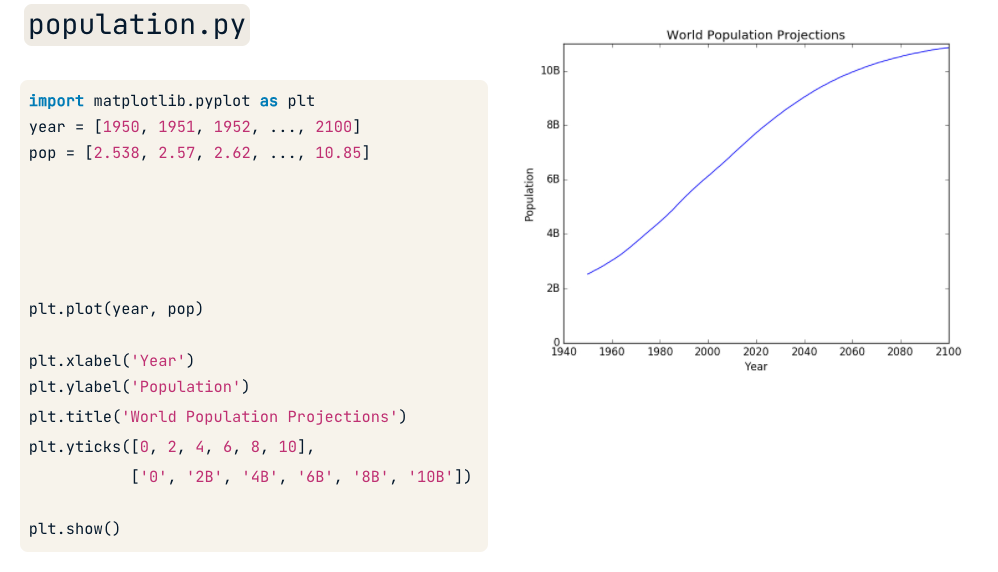 population.py
import matplotlib.pyplot as plt
year = [1950, 1951, 1952, ..., 2100]
pop = [2.538, 2.57, 2.62, ..., 10.85]
plt.plot(year, pop)
plt.xlabel('Year')
plt.ylabel('Population')
plt.title('World Population Projections')
plt.yticks([0, 2, 4, 6, 8, 10],
['0', '2B', '4B', '6B', '8B', '10B'])
plt.show()
World Population Projections
10B
8B
6B
4B
2B
0
Population
1940 1960 1980 2000 2020 2040 2060 2080 2100
Year